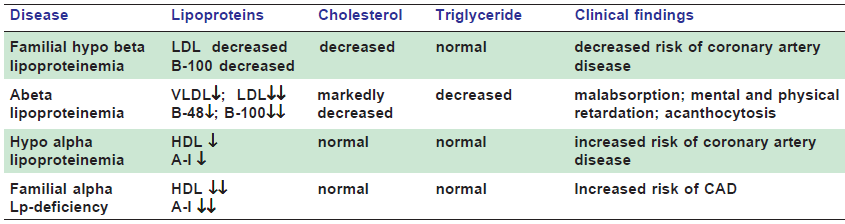 Disease Lipoproteins Cholesterol Triglyceride Clinical findings
Familial hypo beta LDL decreased decreased normal decreased risk of coronary artery
lipoproteinemia B-100 decreased disease
Abeta VLDL↓; LDL↓↓ markedly decreased malabsorption; mental and physical
lipoproteinemia B-48↓; B-100↓↓ decreased retardation; acanthocytosis
Hypo alpha HDL ↓ normal normal increased risk of coronary artery
lipoproteinemia A-I ↓ disease
Familial alpha HDL ↓↓ normal normal Increased risk of CAD
Lp-deficiency A-I ↓↓